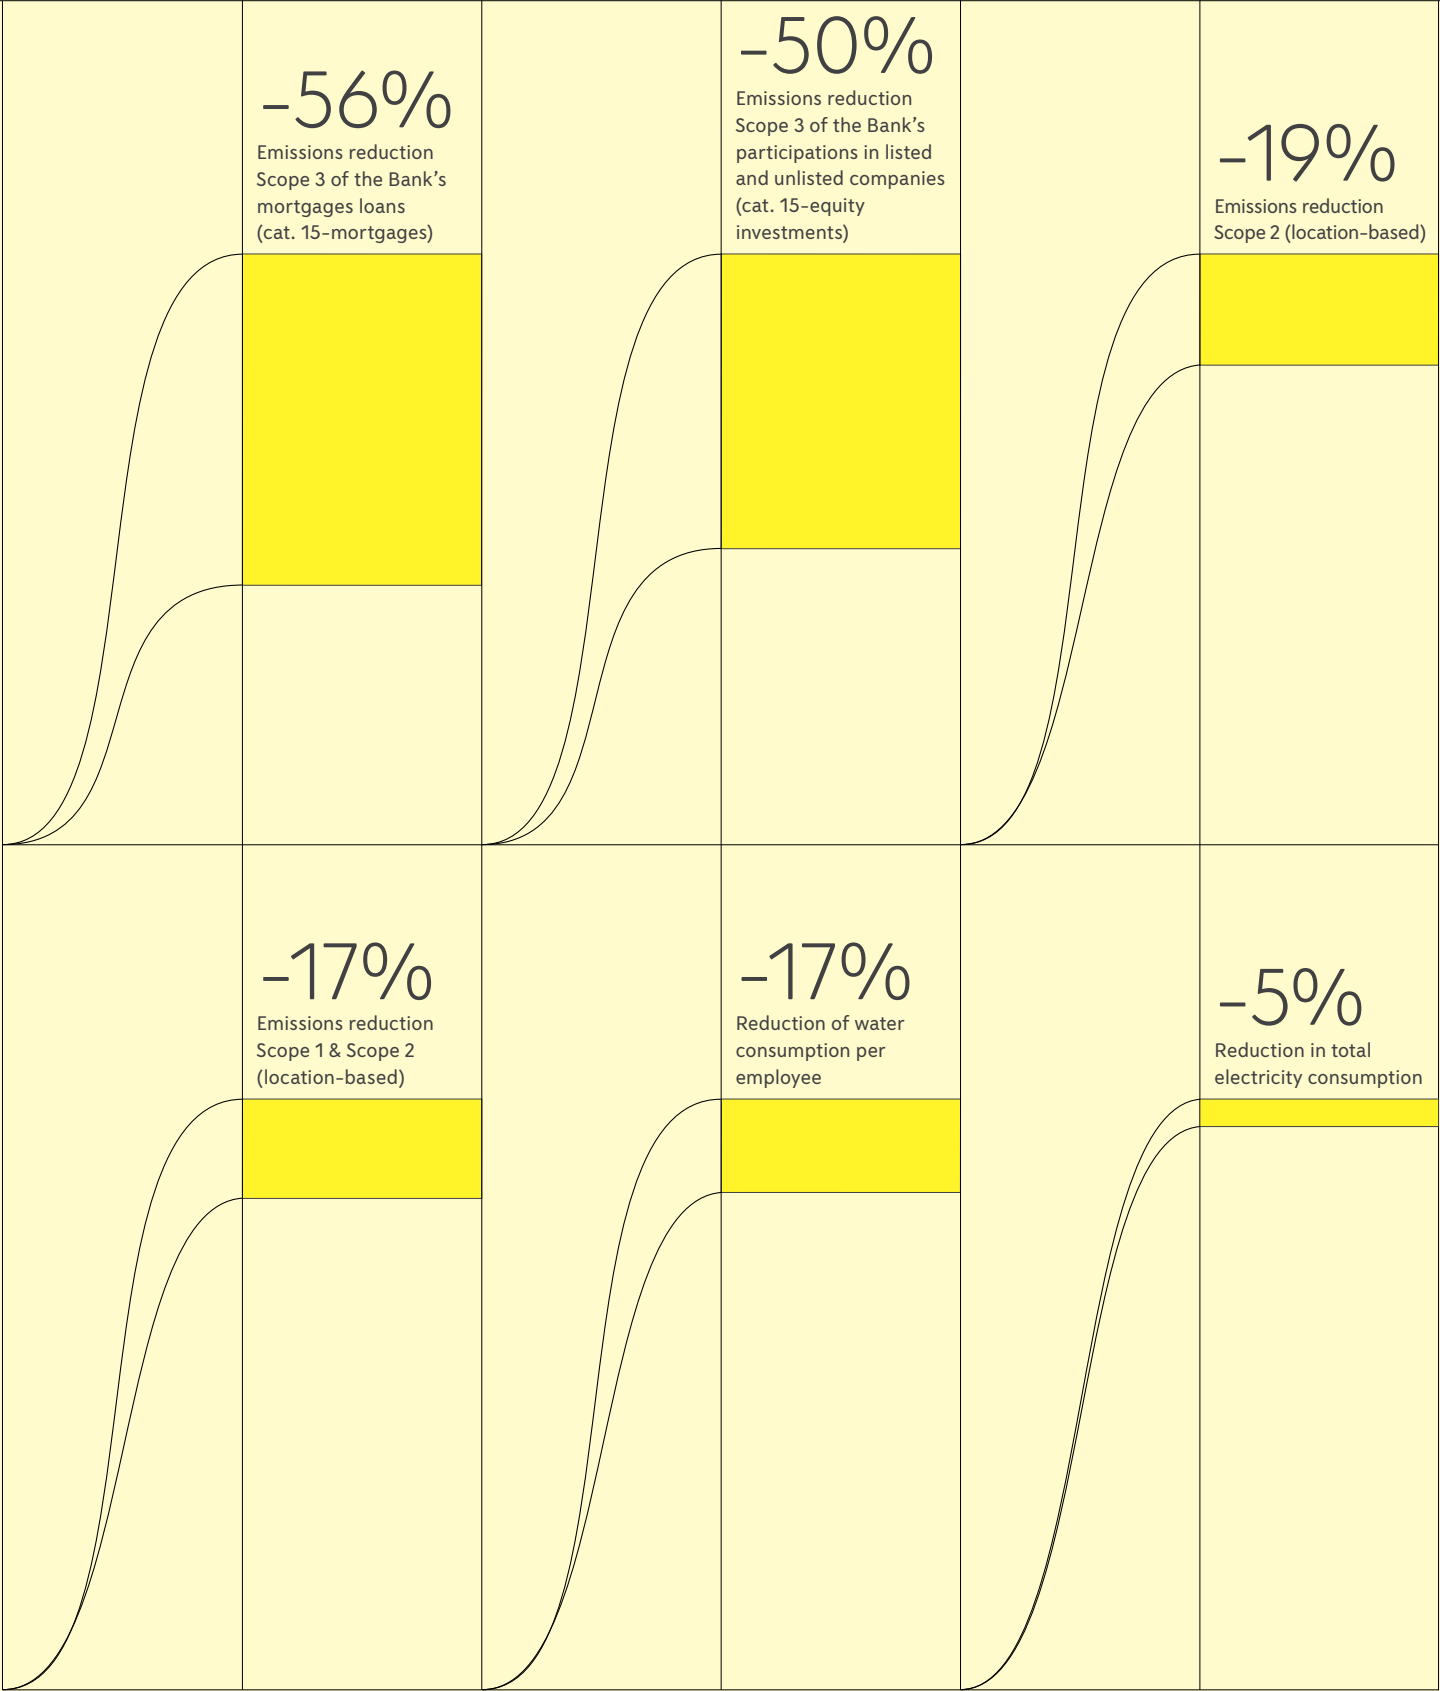 -56%
Emissions reduction
Scope 3 of the Bank's
mortgages loans
(cat. 15-mortgages)
-50%
Emissions reduction
Scope 3 of the Bank's
participations in listed
and unlisted companies
(cat. 15-equity
investments)
-19%
Emissions reduction
Scope 2 (location-based)
-17%
Emissions reduction
Scope 1 & Scope 2
(location-based)
-17%
Reduction of water
consumption per
employee
-5%
Reduction in total
electricity consumption